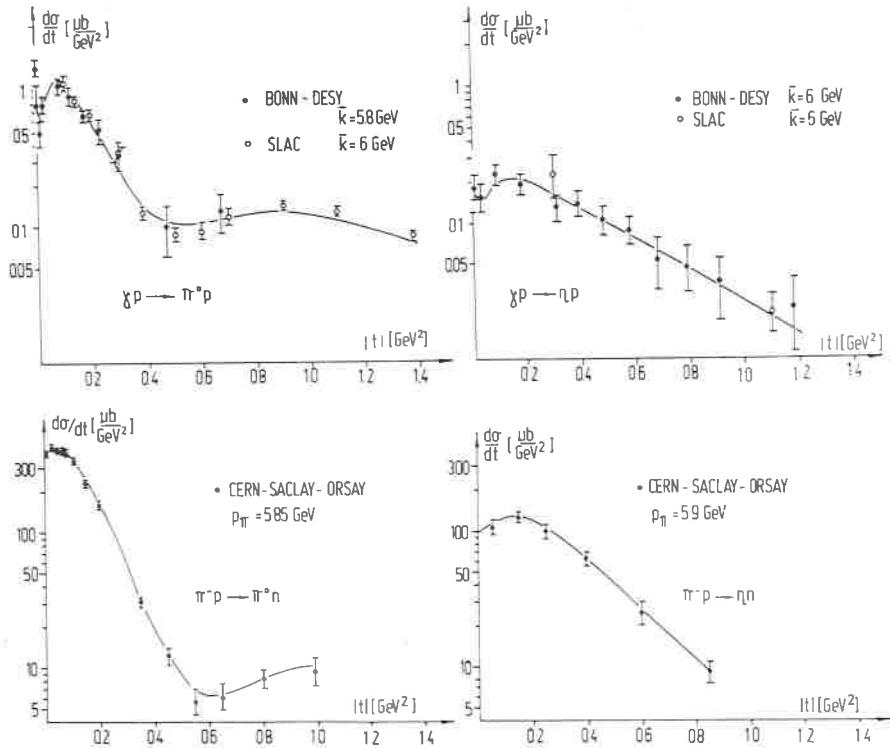 dσ/dt [μb/GeV²]
1
0.5
0.1
0.05
• BONN-DESY
k̄=5.8 GeV
○ SLAC k̄=6 GeV
γp → π°p
|t| [GeV²]
0.2 0.4 0.6 0.8 1.0 1.2 1.4
dσ/dt [μb/GeV²]
1
0.5
0.1
0.05
• BONN-DESY k̄=6 GeV
○ SLAC k̄=5 GeV
γp → ηp
|t| [GeV²]
0.2 0.4 0.6 0.8 1.0 1.2 1.4
dσ/dt [μb/GeV²]
300
100
50
10
5
• CERN-SACLAY-ORSAY
pπ = 5.85 GeV
π⁻p → π°n
|t| [GeV²]
0.2 0.4 0.6 0.8 1.0 1.2 1.4
dσ/dt [μb/GeV²]
300
100
50
10
5
• CERN-SACLAY-ORSAY
pπ = 5.9 GeV
π⁻p → ηn
|t| [GeV²]
0.2 0.4 0.6 0.8 1.0 1.2 1.4